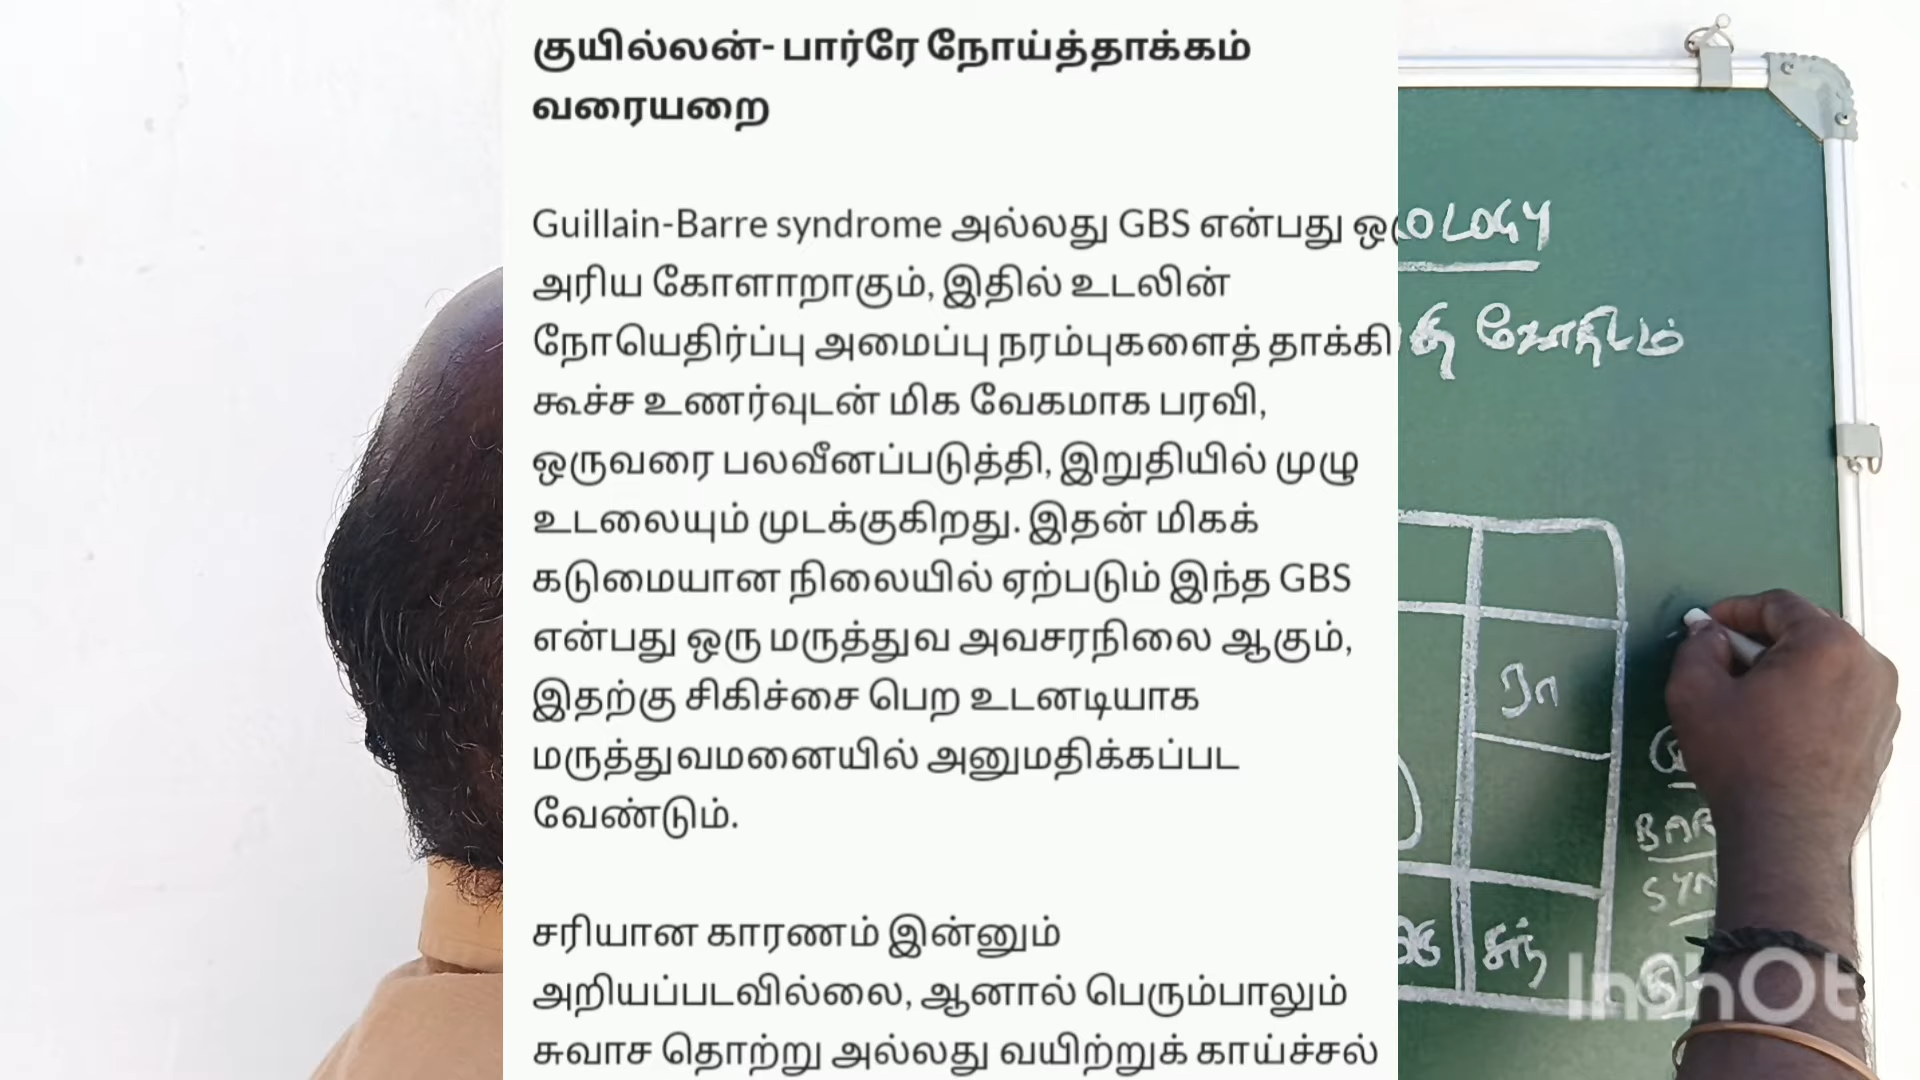 குயில்லன்- பார்ரே நோய்த்தாக்கம்
வரையறை
Guillain-Barre syndrome அல்லது GBS என்பது
அரிய கோளாறாகும், இதில் உடலின்
நோயெதிர்ப்பு அமைப்பு நரம்புகளைத் தாக்கி
கூச்ச உணர்வுடன் மிக வேகமாக பரவி,
ஒருவரை பலவீனப்படுத்தி, இறுதியில் முழு
உடலையும் முடக்குகிறது. இதன் மிகக்
கடுமையான நிலையில் ஏற்படும் இந்த GBS
என்பது ஒரு மருத்துவ அவசரநிலை ஆகும்,
இதற்கு சிகிச்சை பெற உடனடியாக
மருத்துவமனையில் அனுமதிக்கப்பட
வேண்டும்.
சரியான காரணம் இன்னும்
அறியப்படவில்லை, ஆனால் பெரும்பாலும்
சுவாச தொற்று அல்லது வயிற்றுக் காய்ச்சல்
OLOGY
ரா
BAR
SYN
சுந்
InShOt